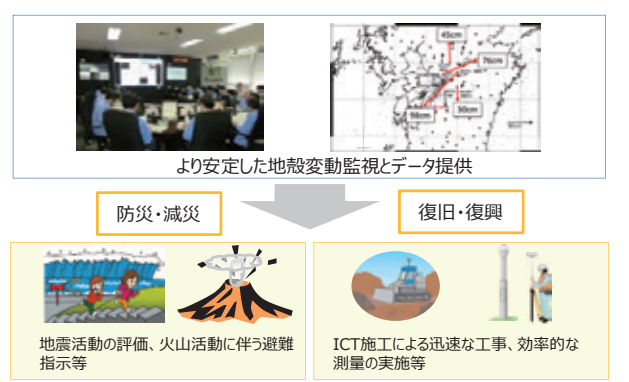 45cm
76cm
98cm
30cm
より安定した地殻変動監視とデータ提供
防災・減災
復旧・復興
地震活動の評価、火山活動に伴う避難
指示等
ICT施工による迅速な工事、効率的な
測量の実施等